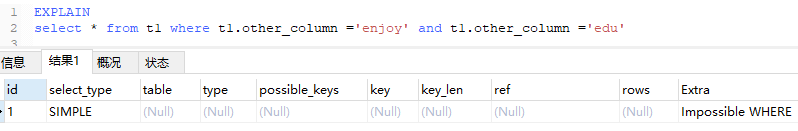 1 EXPLAIN
2 select * from t1 where t1.other_column ='enjoy' and t1.other_column ='edu'
3
信息 结果1 概况 状态
id select_type table type possible_keys key key_len ref rows Extra
1 SIMPLE (Null) (Null) (Null) (Null) (Null) (Null) (Null) Impossible WHERE